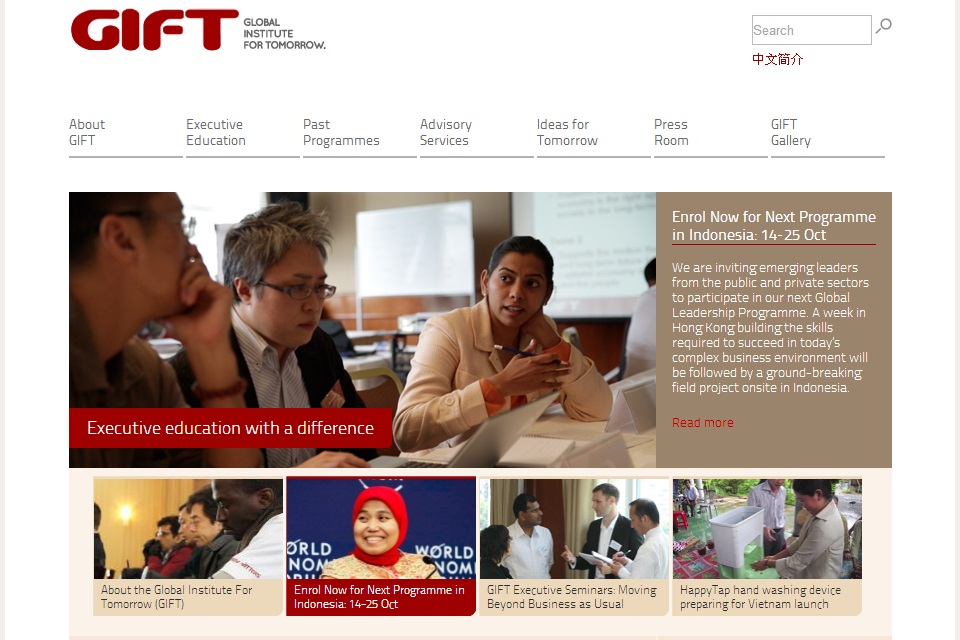 GIFT
GLOBAL
INSTITUTE
FOR TOMORROW.
Search
中文简介
About
GIFT
Executive
Education
Past
Programmes
Advisory
Services
Ideas for
Tomorrow
Press
Room
GIFT
Gallery
Executive education with a difference
Enrol Now for Next Programme
in Indonesia: 14-25 Oct
We are inviting emerging leaders
from the public and private sectors
to participate in our next Global
Leadership Programme. A week in
Hong Kong building the skills
required to succeed in today's
complex business environment will
be followed by a ground-breaking
field project onsite in Indonesia.
Read more
WORLD
WORLD
About the Global Institute For
Tomorrow (GIFT)
Enrol Now for Next Programme in
Indonesia: 14-25 Oct
GIFT Executive Seminars: Moving
Beyond Business as Usual
HappyTap hand washing device
preparing for Vietnam launch